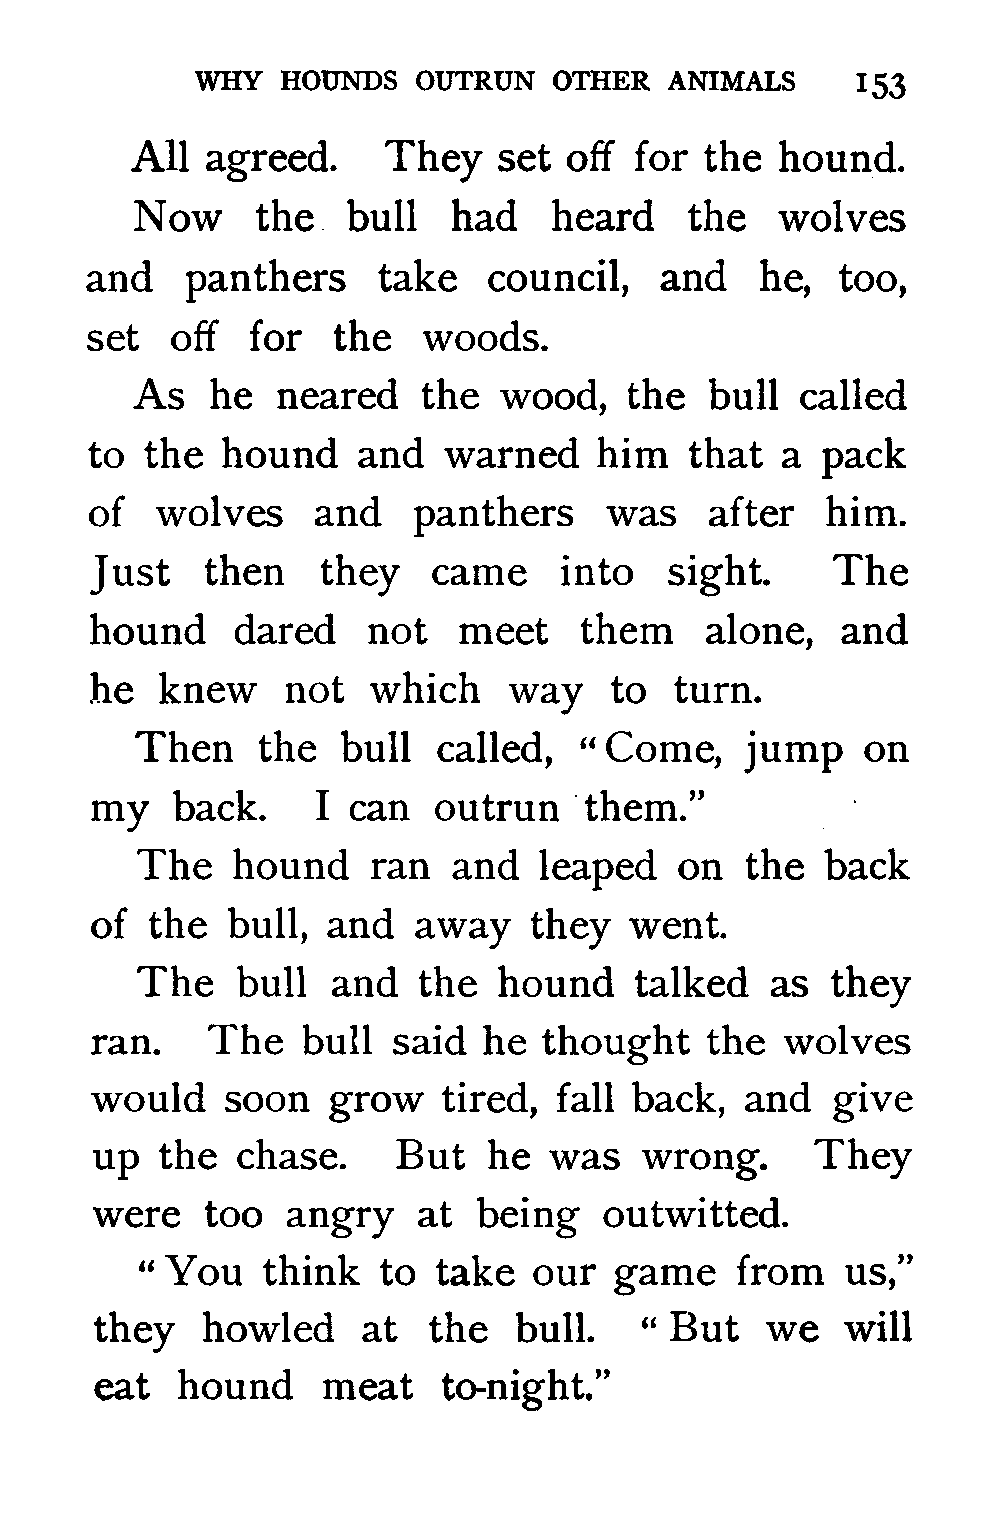 WHY HOUNDS OUTRUN OTHER ANIMALS 153
All agreed. They set off for the hound.
Now the bull had heard the wolves
and panthers take council, and he, too,
set off for the woods.
As he neared the wood, the bull called
to the hound and warned him that a pack
of wolves and panthers was after him.
Just then they came into sight. The
hound dared not meet them alone, and
he knew not which way to turn.
Then the bull called, “Come, jump on
my back. I can outrun them.”
The hound ran and leaped on the back
of the bull, and away they went.
The bull and the hound talked as they
ran. The bull said he thought the wolves
would soon grow tired, fall back, and give
up the chase. But he was wrong. They
were too angry at being outwitted.
“You think to take our game from us,”
they howled at the bull. “But we will
eat hound meat to-night.”